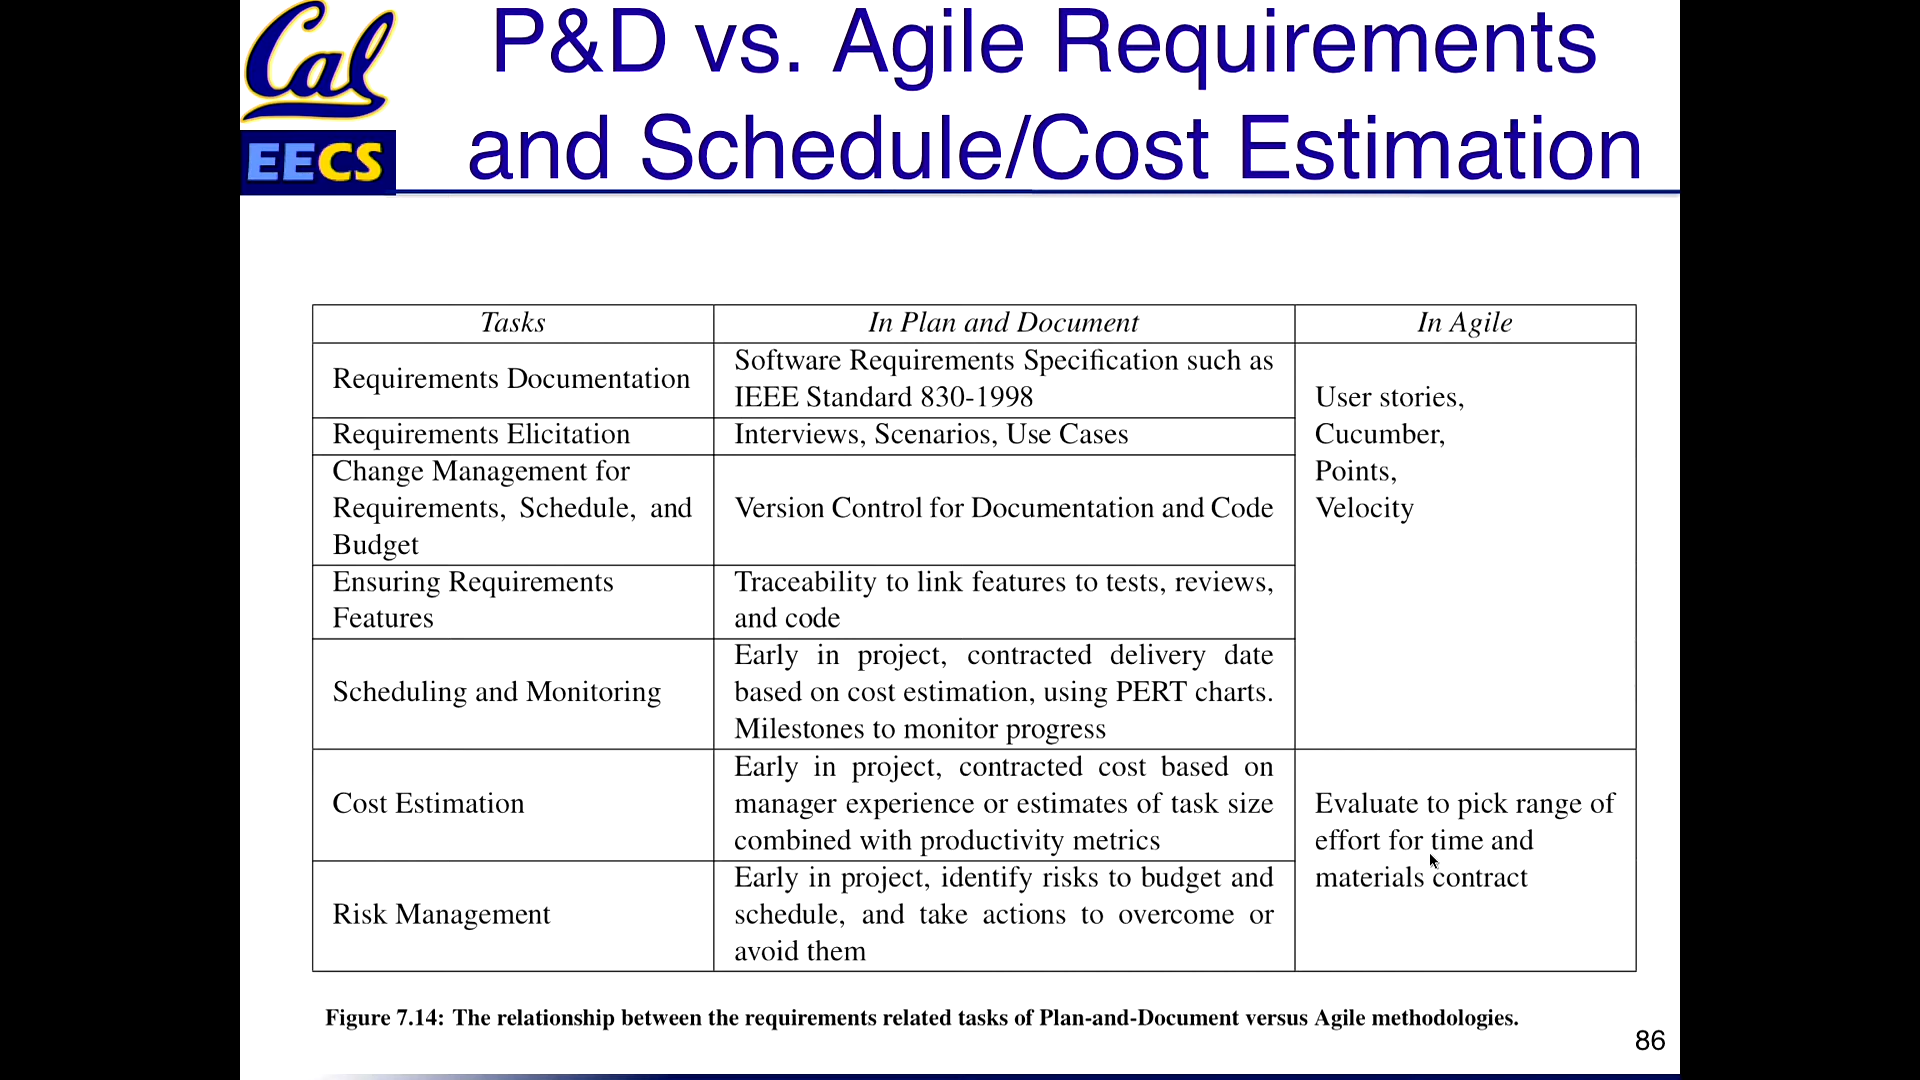 Cal
EECS
P&D vs. Agile Requirements
and Schedule/Cost Estimation
Tasks
In Plan and Document
In Agile
Requirements Documentation
Software Requirements Specification such as
IEEE Standard 830-1998
User stories,
Cucumber,
Points,
Velocity
Requirements Elicitation
Interviews, Scenarios, Use Cases
Change Management for
Requirements, Schedule, and
Budget
Version Control for Documentation and Code
Ensuring Requirements
Features
Traceability to link features to tests, reviews,
and code
Scheduling and Monitoring
Early in project, contracted delivery date
based on cost estimation, using PERT charts.
Milestones to monitor progress
Cost Estimation
Early in project, contracted cost based on
manager experience or estimates of task size
combined with productivity metrics
Evaluate to pick range of
effort for time and
materials contract
Risk Management
Early in project, identify risks to budget and
schedule, and take actions to overcome or
avoid them
Figure 7.14: The relationship between the requirements related tasks of Plan-and-Document versus Agile methodologies.
86